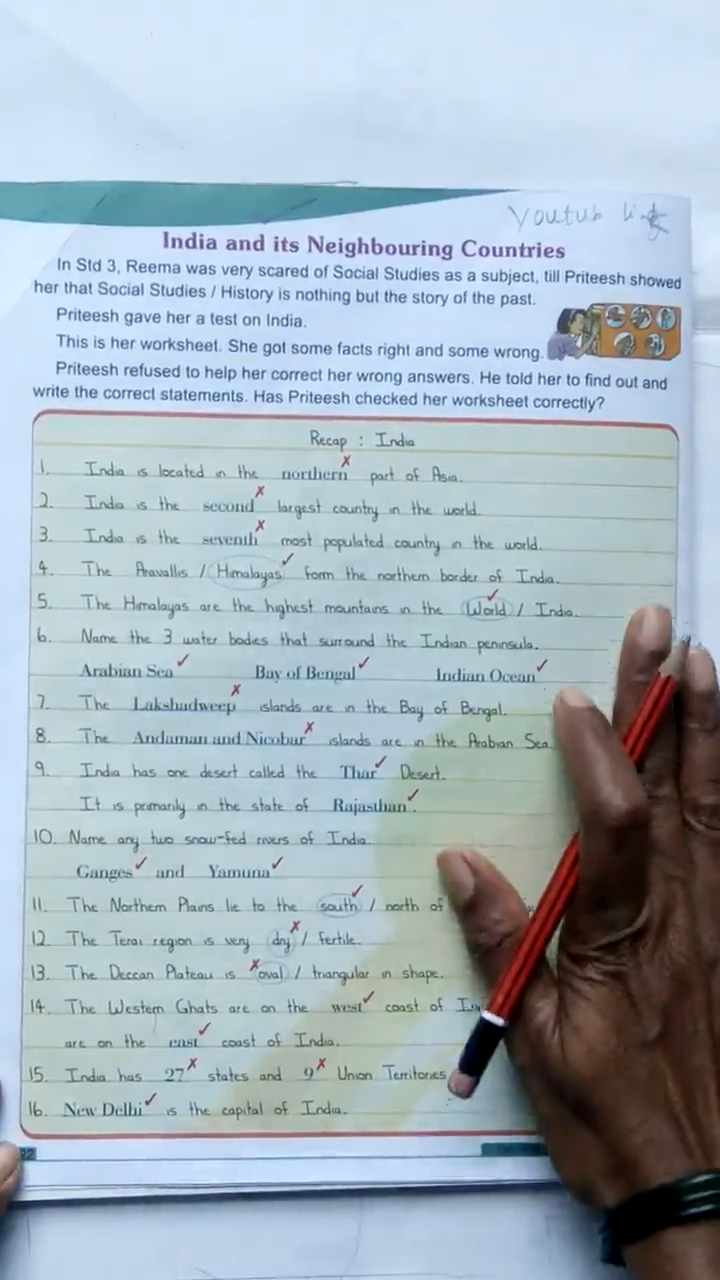 Youtub link
India and its Neighbouring Countries
In Std 3, Reema was very scared of Social Studies as a subject, till Priteesh showed
her that Social Studies / History is nothing but the story of the past.
Priteesh gave her a test on India.
This is her worksheet. She got some facts right and some wrong.
Priteesh refused to help her correct her wrong answers. He told her to find out and
write the correct statements. Has Priteesh checked her worksheet correctly?
Recap : India
1. India is located in the northern ✗ part of Asia.
2. India is the second ✗ largest country in the world.
3. India is the seventh ✗ most populated country in the world.
4. The Aravallis / Himalayas ✓ form the northern border of India.
5. The Himalayas are the highest mountains in the World ✓ / India.
6. Name the 3 water bodies that surround the Indian peninsula.
Arabian Sea ✓ Bay of Bengal ✓ Indian Ocean ✓
7. The Lakshadweep ✗ islands are in the Bay of Bengal.
8. The Andaman and Nicobar ✗ islands are in the Arabian Sea.
9. India has one desert called the Thar ✓ Desert.
It is primarily in the state of Rajasthan ✓.
10. Name any two snow-fed rivers of India.
Ganges ✓ and Yamuna ✓
11. The Northern Plains lie to the south ✓ / north of
12. The Terai region is very dry ✗ / fertile.
13. The Deccan Plateau is ✗ oval / triangular in shape.
14. The Western Ghats are on the west ✓ coast of
are on the east ✓ coast of India.
15. India has 27 ✗ states and 9 ✗ Union Territories
16. New Delhi ✓ is the capital of India.